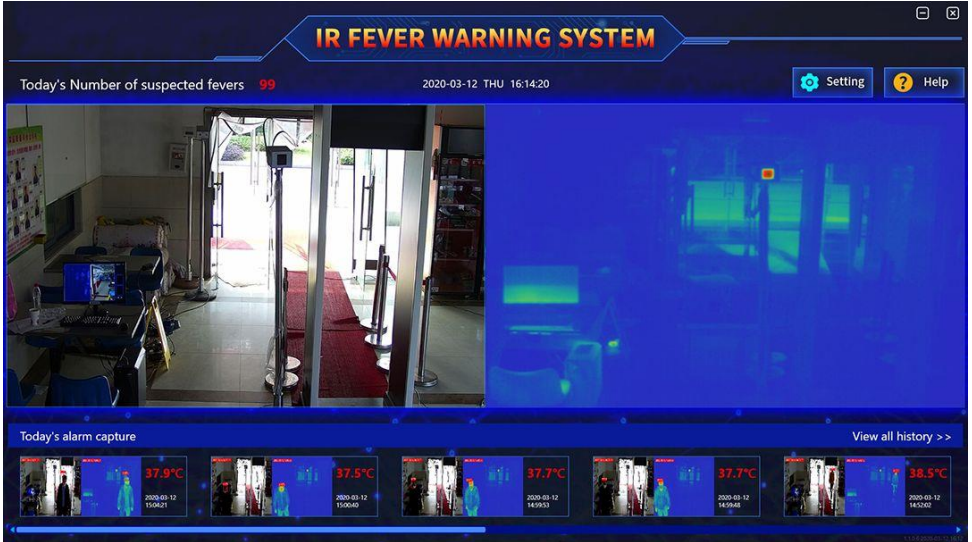 IR FEVER WARNING SYSTEM
Today's Number of suspected fevers 99
2020-03-12 THU 16:14:20
Setting
Help
Today's alarm capture
View all history >>
37.9°C
2020-03-12
15:04:21
37.5°C
2020-03-12
15:00:40
37.7°C
2020-03-12
14:59:53
37.7°C
2020-03-12
14:59:48
38.5°C
2020-03-12
14:52:02